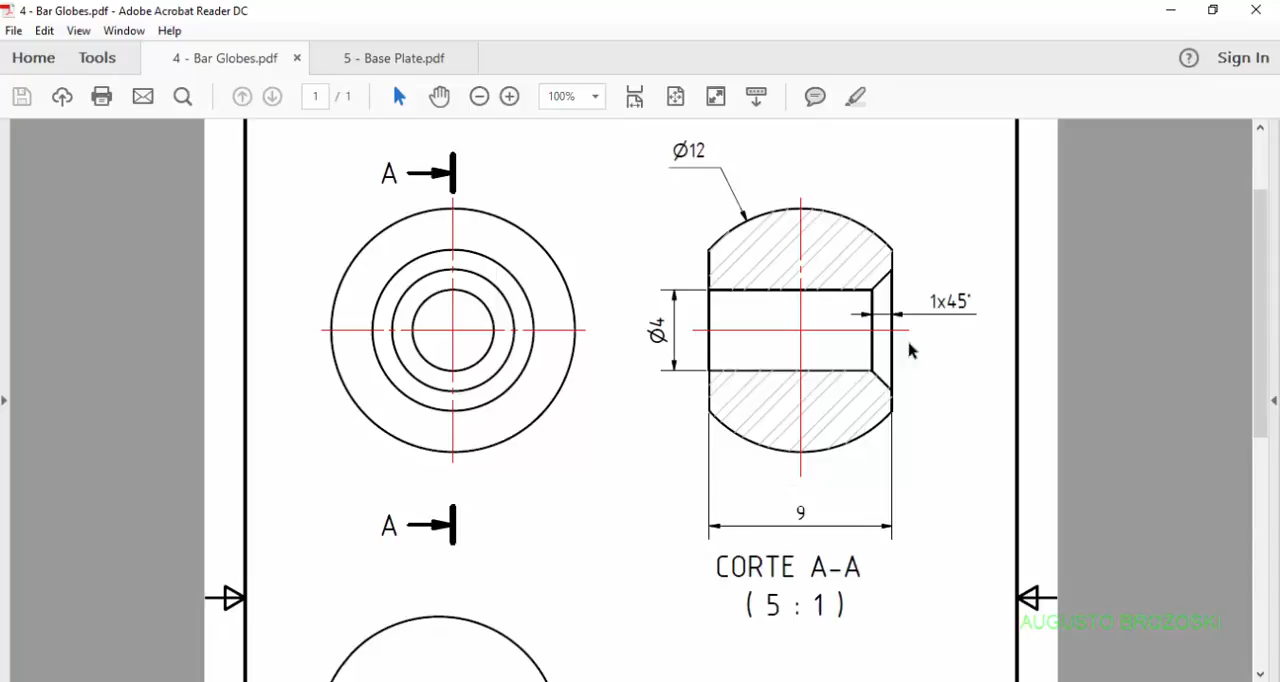 4 - Bar Globes.pdf - Adobe Acrobat Reader DC
File Edit View Window Help
Home Tools 4 - Bar Globes.pdf × 5 - Base Plate.pdf ? Sign In
1 / 1 100%
A
Ø12
1x45°
Ø4
A
9
CORTE A-A
( 5 : 1 )
AUGUSTO BRUZOSKI